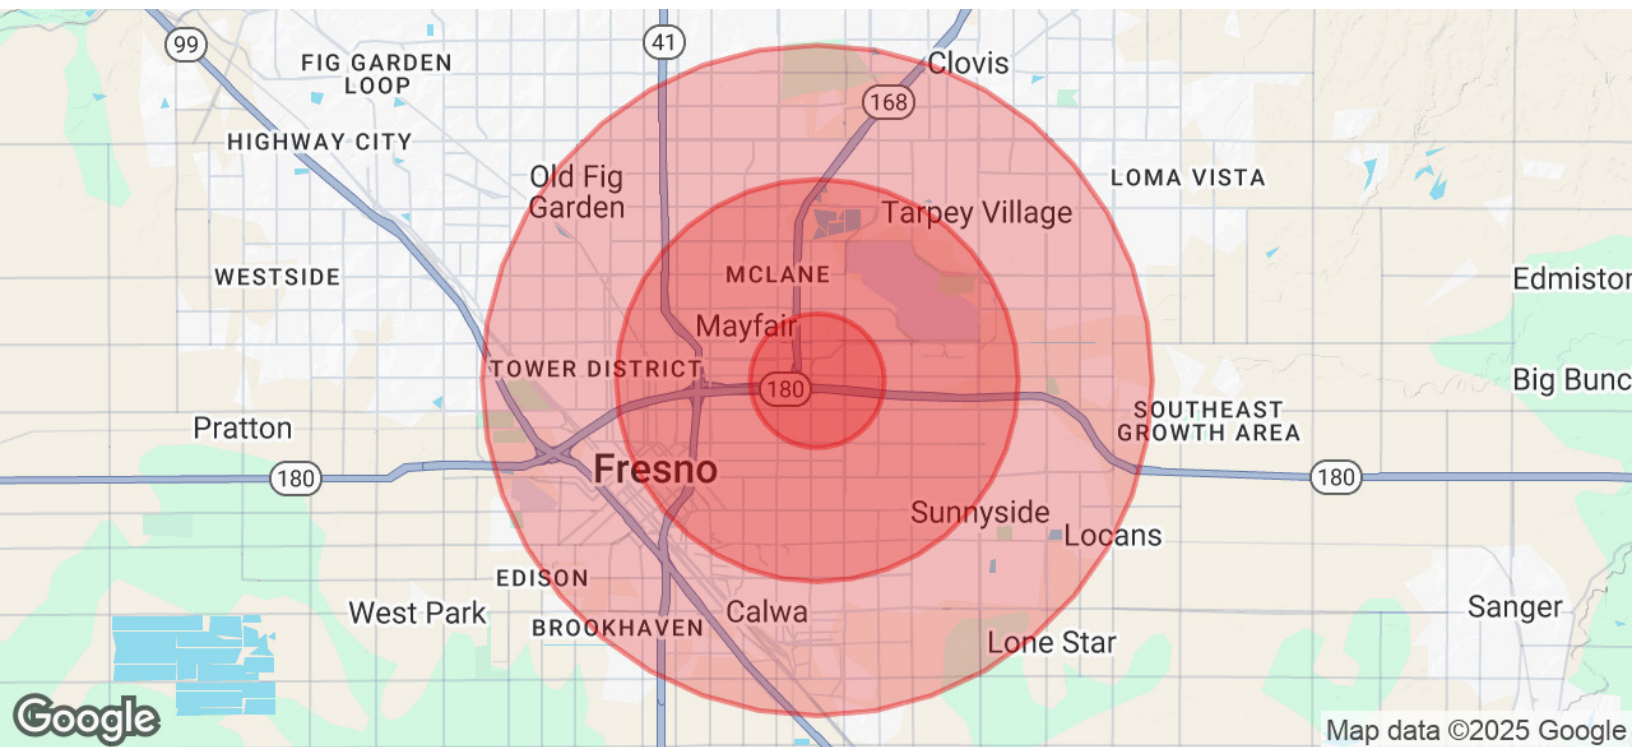 99
41
FIG GARDEN
LOOP
Clovis
168
HIGHWAY CITY
Old Fig
Garden
LOMA VISTA
Tarpey Village
WESTSIDE
MCLANE
Edmiston
Mayfair
TOWER DISTRICT
180
Big Bunc
SOUTHEAST
GROWTH AREA
Pratton
180
Fresno
180
Sunnyside
Locans
EDISON
West Park
Calwa
BROOKHAVEN
Sanger
Lone Star
Google
Map data ©2025 Google